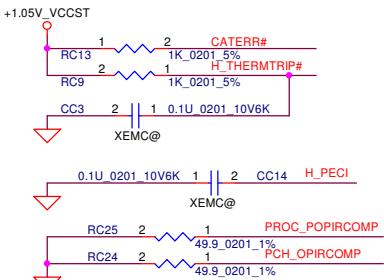 +1.05V_VCCST
1 2 CATERR#
RC13 1K_0201_5%
2 1 H_THERMTRIP#
RC9 1K_0201_5%
CC3 2 1 0.1U_0201_10V6K
XEMC@
0.1U_0201_10V6K 1 2 CC14 H_PECI
XEMC@
RC25 2 1 PROC_POPIRCOMP
49.9_0201_1%
RC24 2 1 PCH_OPIRCOMP
49.9_0201_1%